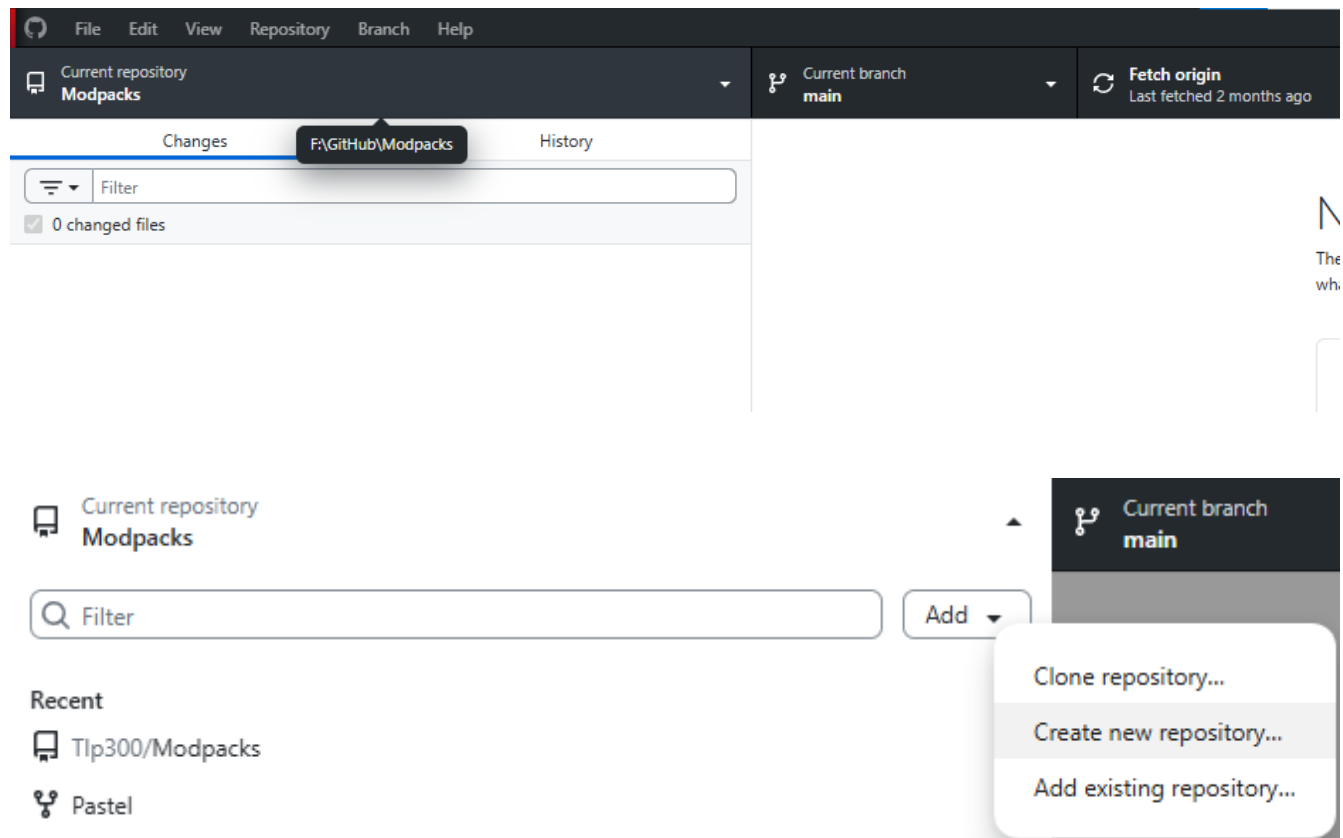 File Edit View Repository Branch Help
Current repository
Modpacks
Current branch
main
Fetch origin
Last fetched 2 months ago
Changes
F:\GitHub\Modpacks
History
Filter
0 changed files
Current repository
Modpacks
Current branch
main
Filter
Add
Clone repository...
Create new repository...
Add existing repository...
Recent
Tlp300/Modpacks
Pastel